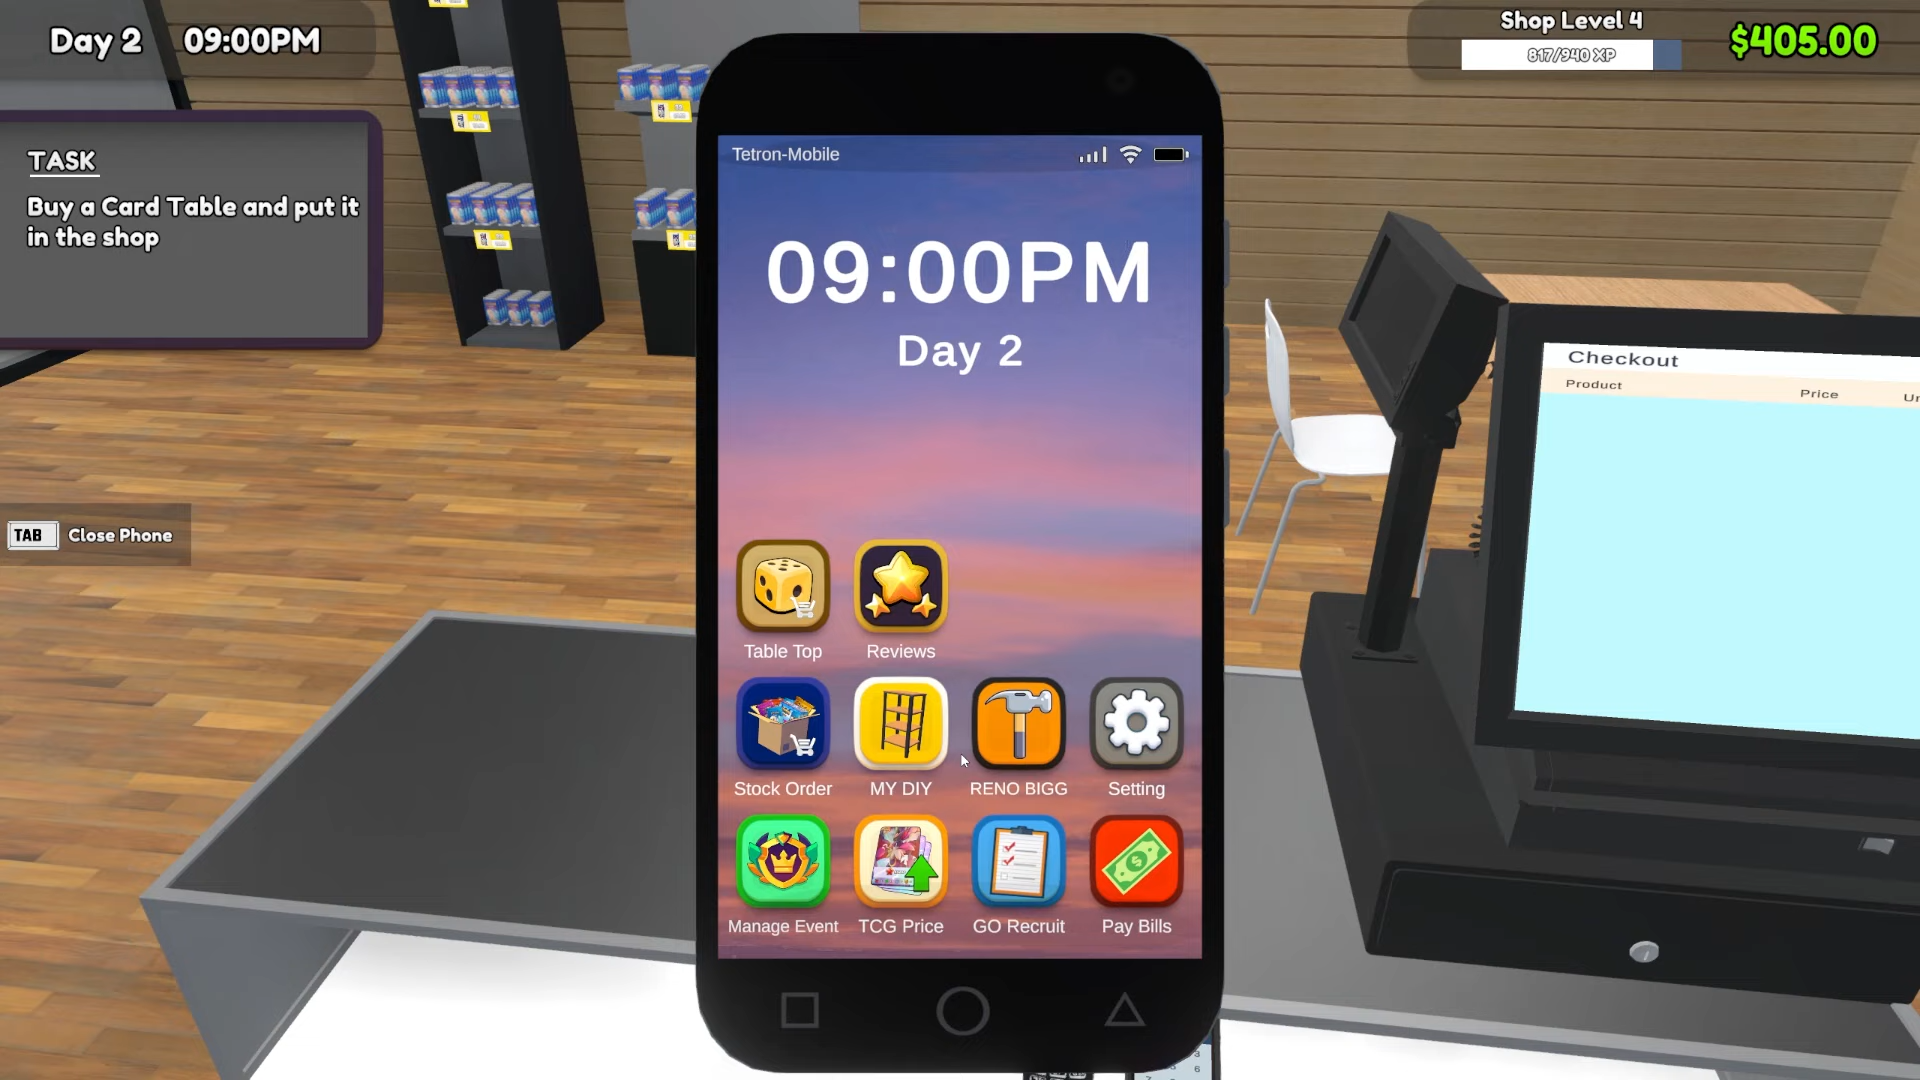 Day 2 09:00PM
Shop Level 4
817/940 XP
$405.00
TASK
Buy a Card Table and put it
in the shop
TAB Close Phone
Tetron-Mobile
09:00PM
Day 2
Table Top
Reviews
Stock Order
MY DIY
RENO BIGG
Setting
Manage Event
TCG Price
GO Recruit
Pay Bills
Checkout
Product Price